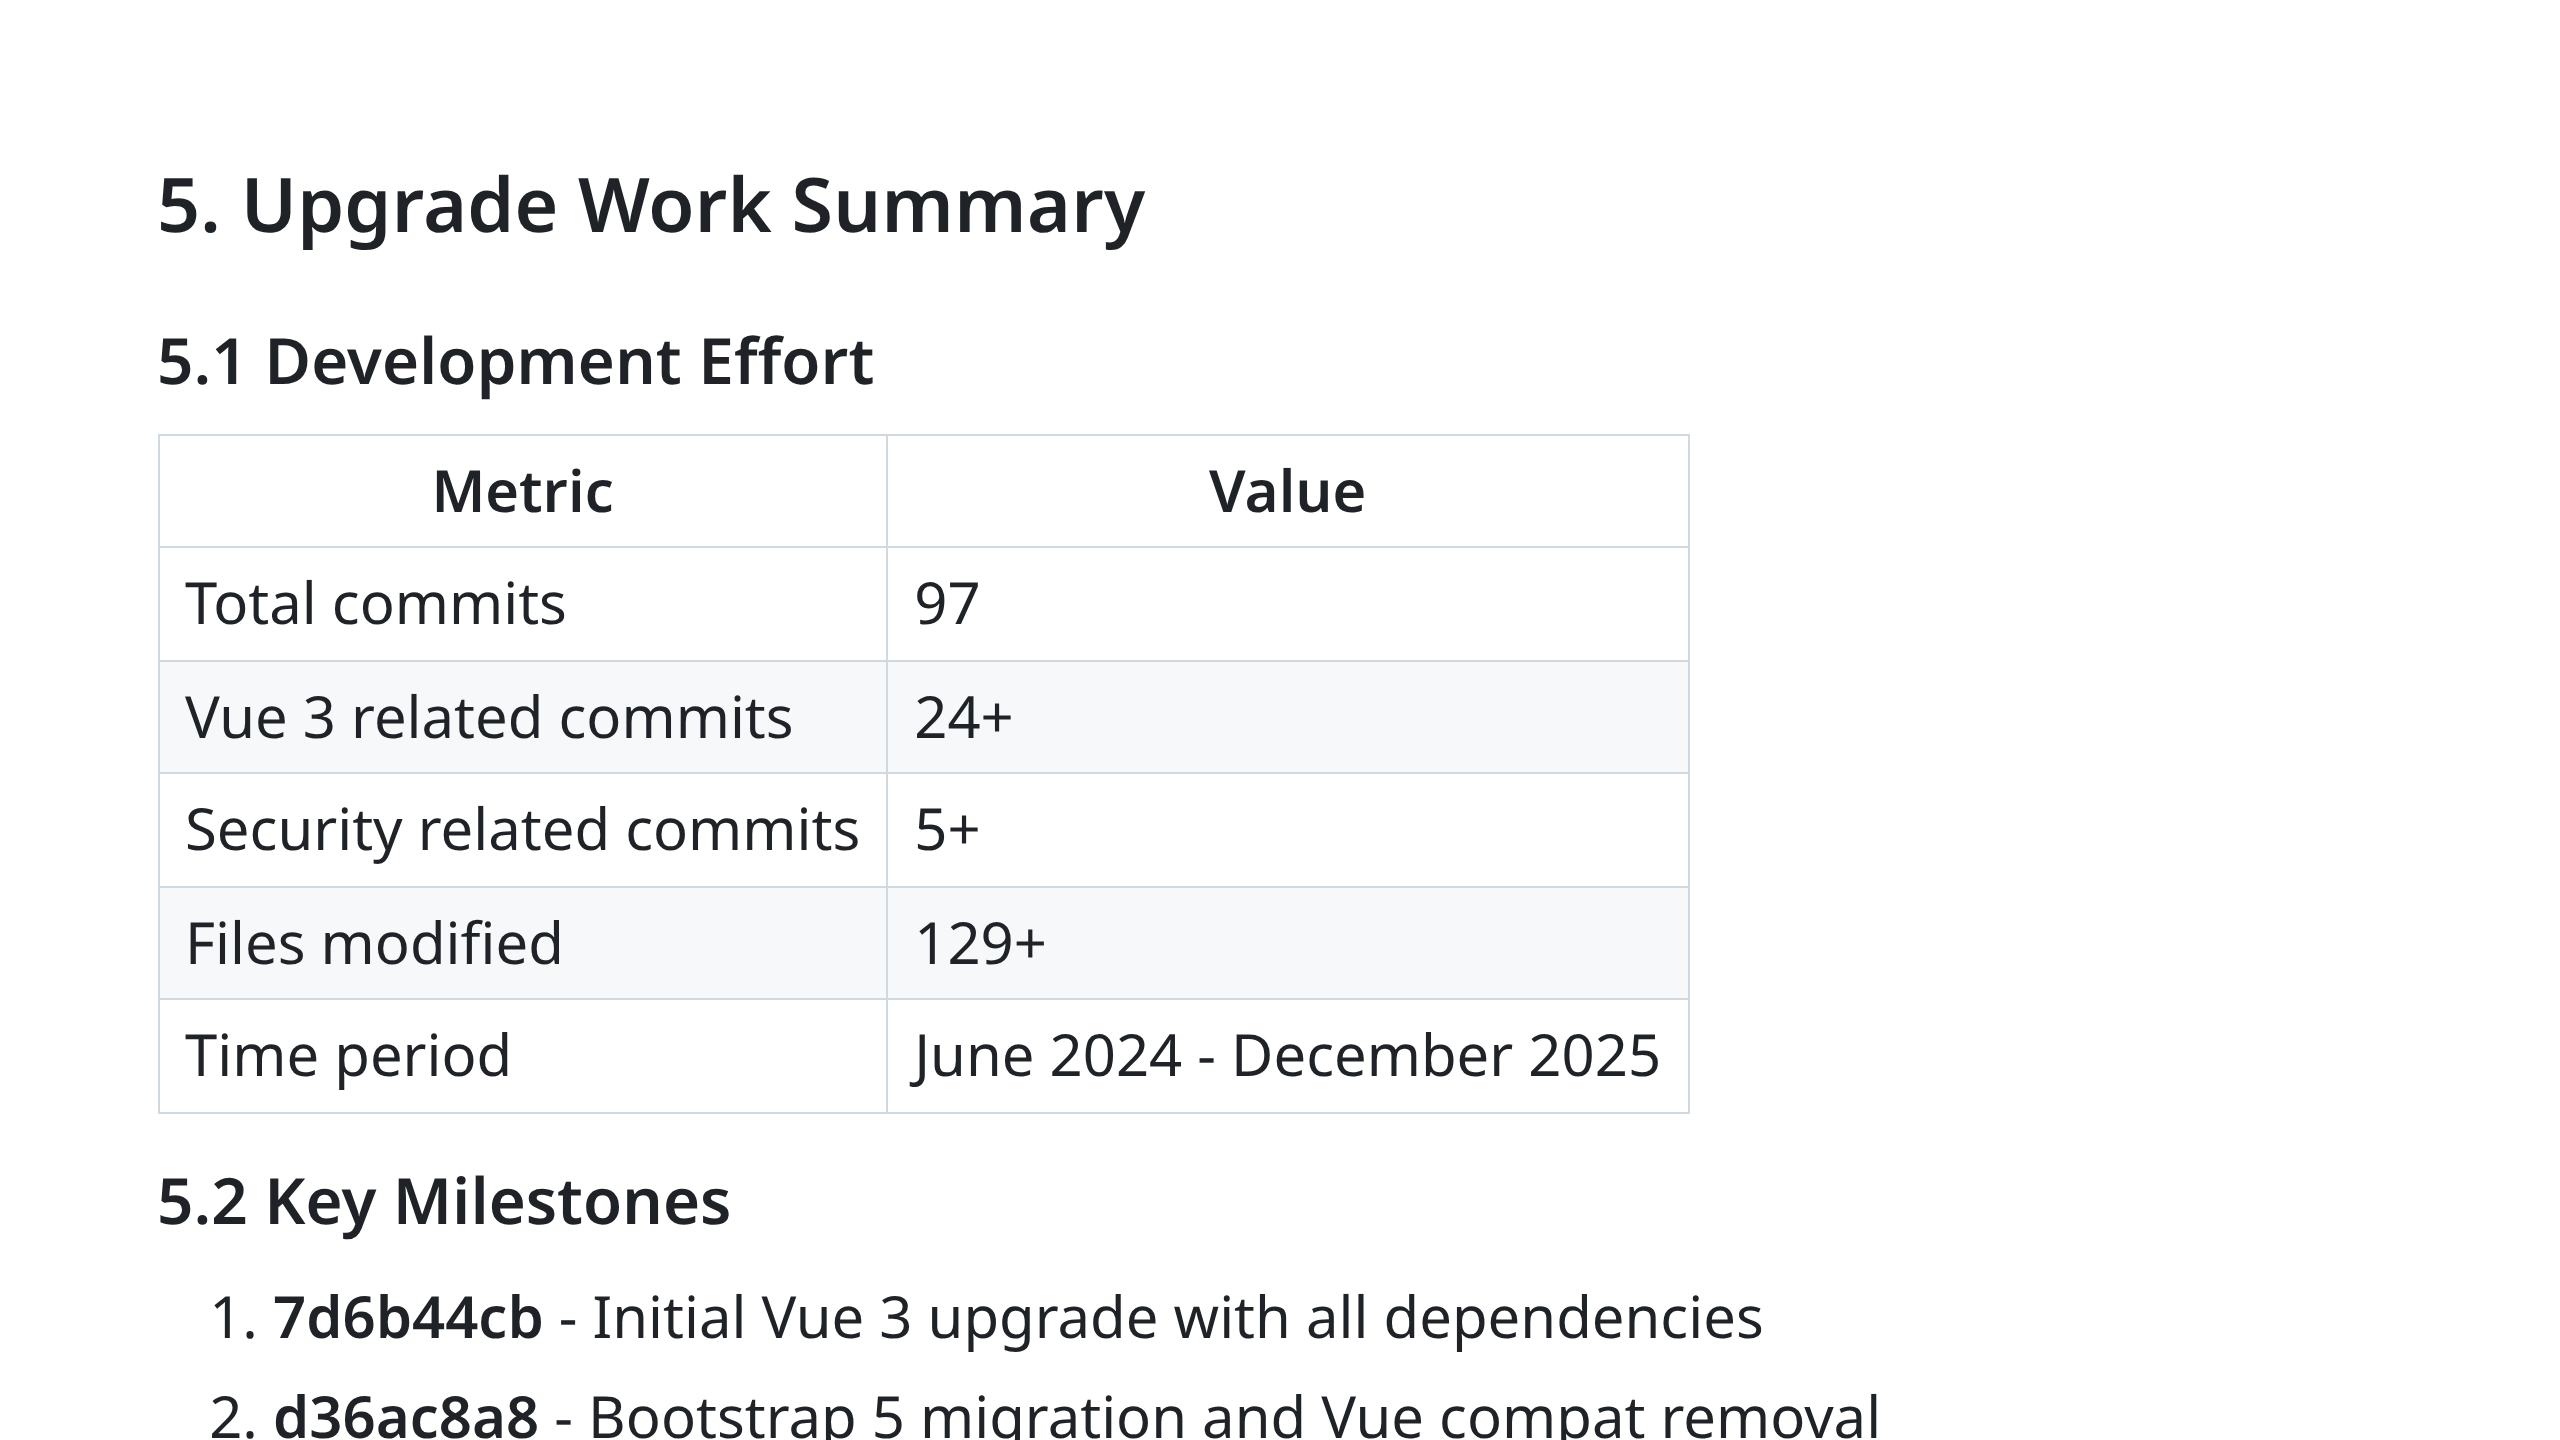 5. Upgrade Work Summary
5.1 Development Effort
Metric Value
Total commits 97
Vue 3 related commits 24+
Security related commits 5+
Files modified 129+
Time period June 2024 - December 2025
5.2 Key Milestones
1. 7d6b44cb - Initial Vue 3 upgrade with all dependencies
2. d36ac8a8 - Bootstrap 5 migration and Vue compat removal